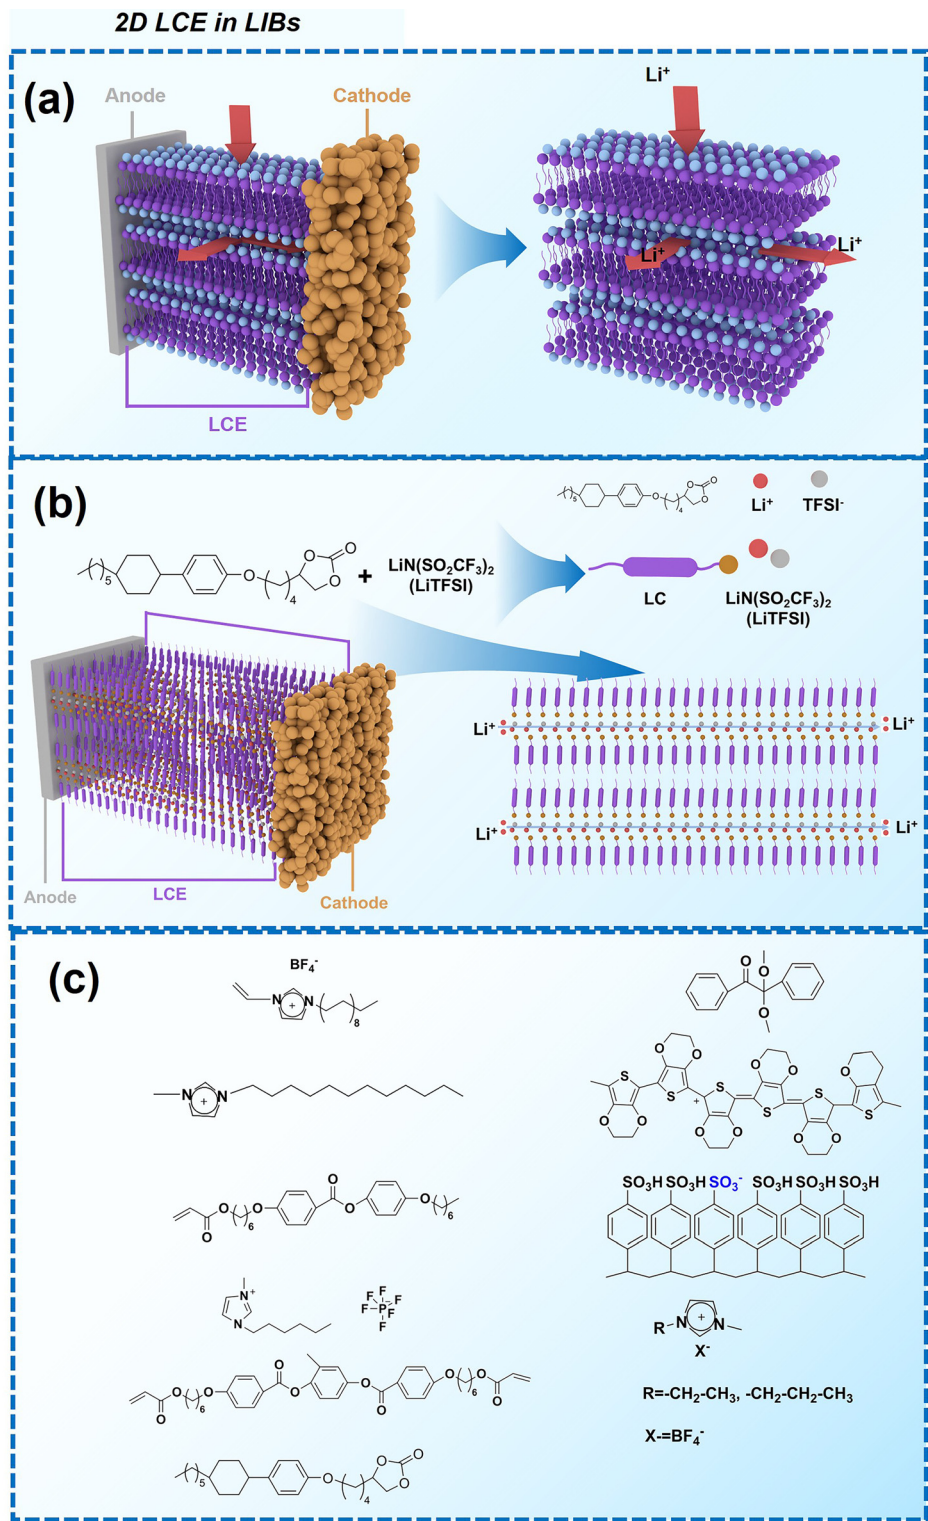 2D LCE in LIBs
(a)
Anode
Cathode
Li⁺
Li⁺
Li⁺
LCE
(b)
5
O
4
O
O
O
+
LiN(SO₂CF₃)₂
(LiTFSI)
5
O
4
O
O
O
Li⁺
TFSI⁻
LC
LiN(SO₂CF₃)₂
(LiTFSI)
Li⁺
Li⁺
Li⁺
Li⁺
Anode
LCE
Cathode
(c)
BF₄⁻
N
+
N
8
N
+
N
O
O
6
O
O
O
O
6
N
+
N
F
F
F
P
F
F
F
-
O
O
6
O
O
O
O
O
O
6
O
O
5
O
4
O
O
O
O
O
O
O O
S
O O
O O
S
O O
S
+
O O
S
O O
S
O O
S
SO₃H SO₃H SO₃⁻ SO₃H SO₃H SO₃H
R N
+
N
X⁻
R=-CH₂-CH₃, -CH₂-CH₂-CH₃
X-=BF₄⁻